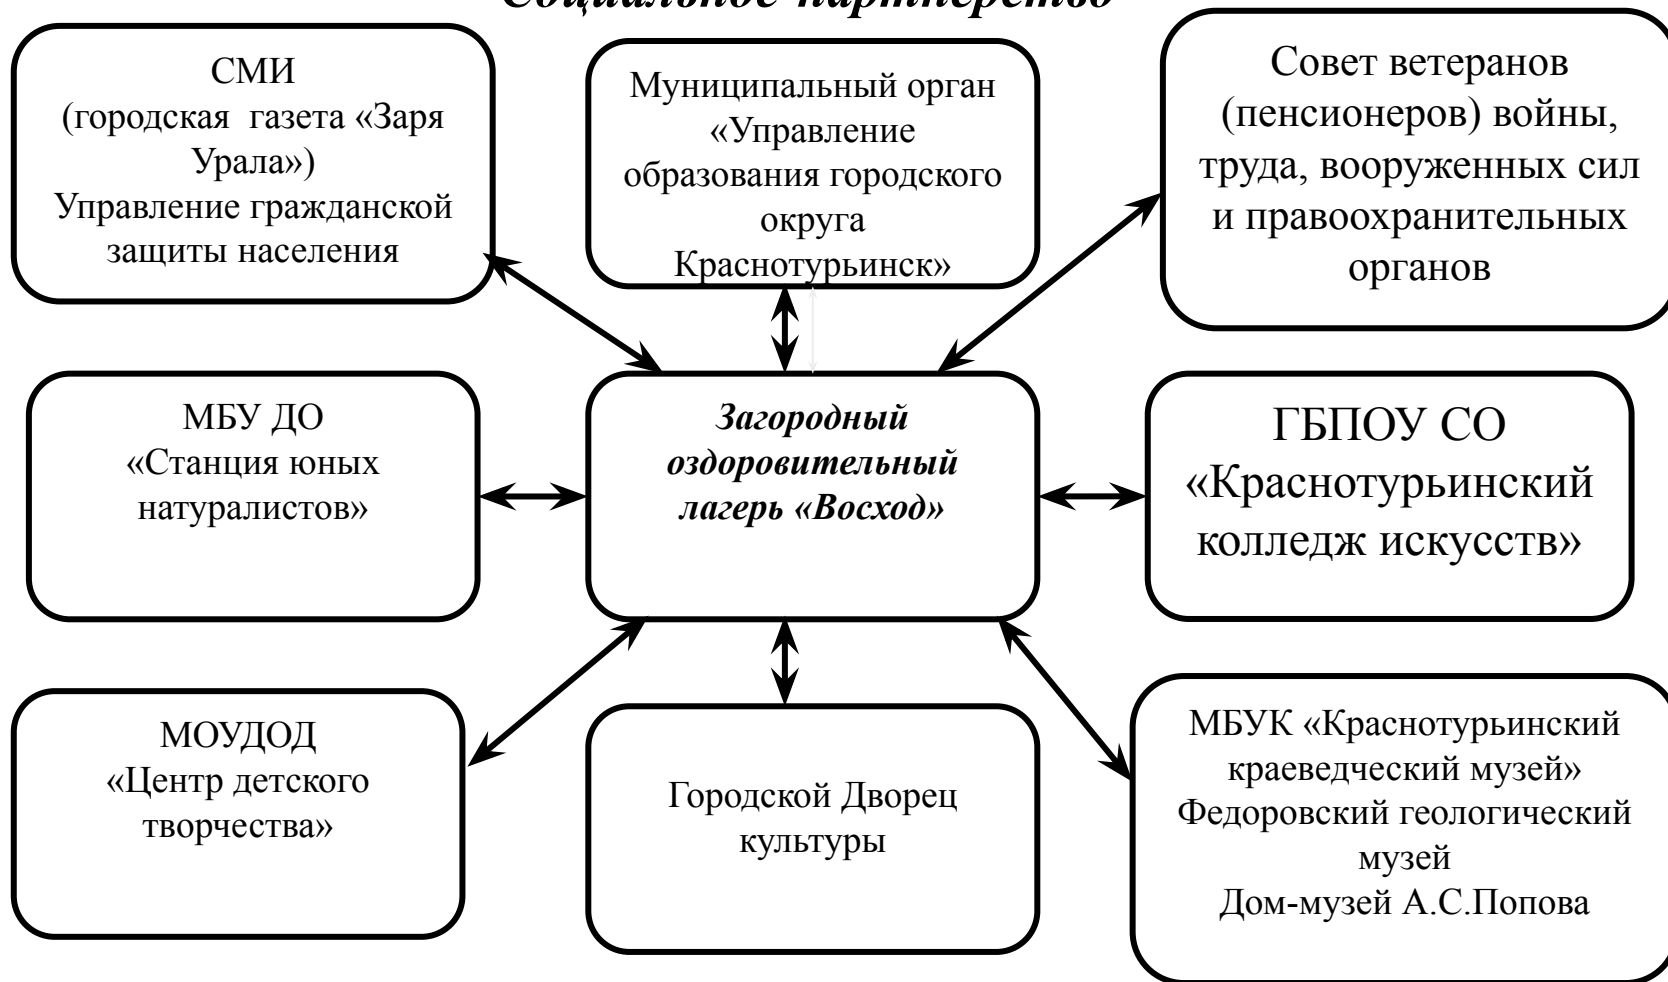 Социальное партнерство
СМИ
(городская газета «Заря
Урала»)
Управление гражданской
защиты населения
Муниципальный орган
«Управление
образования городского
округа
Краснотурьинск»
Совет ветеранов
(пенсионеров) войны,
труда, вооруженных сил
и правоохранительных
органов
МБУ ДО
«Станция юных
натуралистов»
Загородный
оздоровительный
лагерь «Восход»
ГБПОУ СО
«Краснотурьинский
колледж искусств»
МОУДОД
«Центр детского
творчества»
Городской Дворец
культуры
МБУК «Краснотурьинский
краеведческий музей»
Федоровский геологический
музей
Дом-музей А.С.Попова